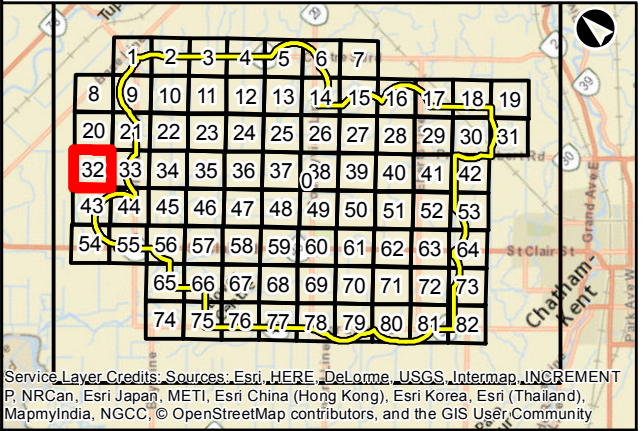 20
1 2 3 4 5 6 7
8 9 10 11 12 13 14 15 16 17 18 19
39
20 21 22 23 24 25 26 27 28 29 30 31
Rd
32 33 34 35 36 37 38 39 40 41 42
0
43 44 45 46 47 48 49 50 51 52 53
Grand Ave E
54 55 56 57 58 59 60 61 62 63 64
St Clair St
65 66 67 68 69 70 71 72 73
Chatham-
Kent
Park Ave W
74 75 76 77 78 79 80 81 82
Service Layer Credits: Sources: Esri, HERE, DeLorme, USGS, Intermap, INCREMENT
P, NRCan, Esri Japan, METI, Esri China (Hong Kong), Esri Korea, Esri (Thailand),
MapmyIndia, NGCC, © OpenStreetMap contributors, and the GIS User Community